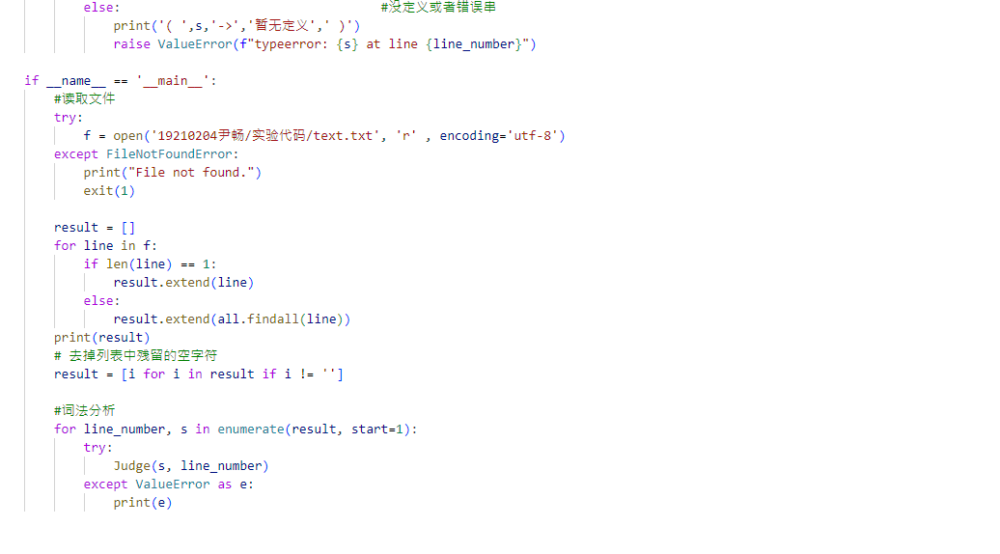 else: #没定义或者错误串
print('( ',s,'->','暂无定义',' )')
raise ValueError(f"typeerror: {s} at line {line_number}")
if __name__ == '__main__':
#读取文件
try:
f = open('19210204尹畅/实验代码/text.txt', 'r' , encoding='utf-8')
except FileNotFoundError:
print("File not found.")
exit(1)
result = []
for line in f:
if len(line) == 1:
result.extend(line)
else:
result.extend(all.findall(line))
print(result)
# 去掉列表中残留的空字符
result = [i for i in result if i != '']
#词法分析
for line_number, s in enumerate(result, start=1):
try:
Judge(s, line_number)
except ValueError as e:
print(e)